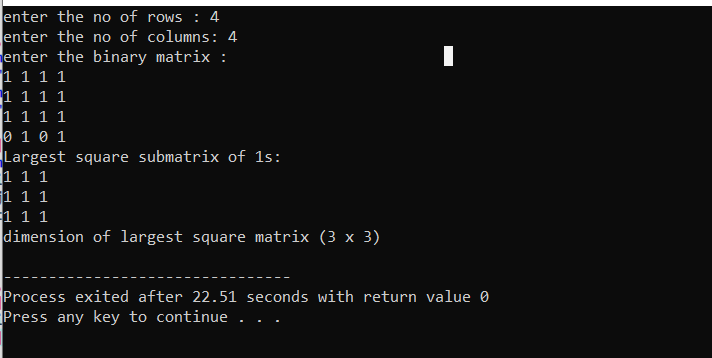 enter the no of rows : 4
enter the no of columns: 4
enter the binary matrix :
1 1 1 1
1 1 1 1
1 1 1 1
0 1 0 1
Largest square submatrix of 1s:
1 1 1
1 1 1
1 1 1
dimension of largest square matrix (3 x 3)
--------------------------------
Process exited after 22.51 seconds with return value 0
Press any key to continue . . .